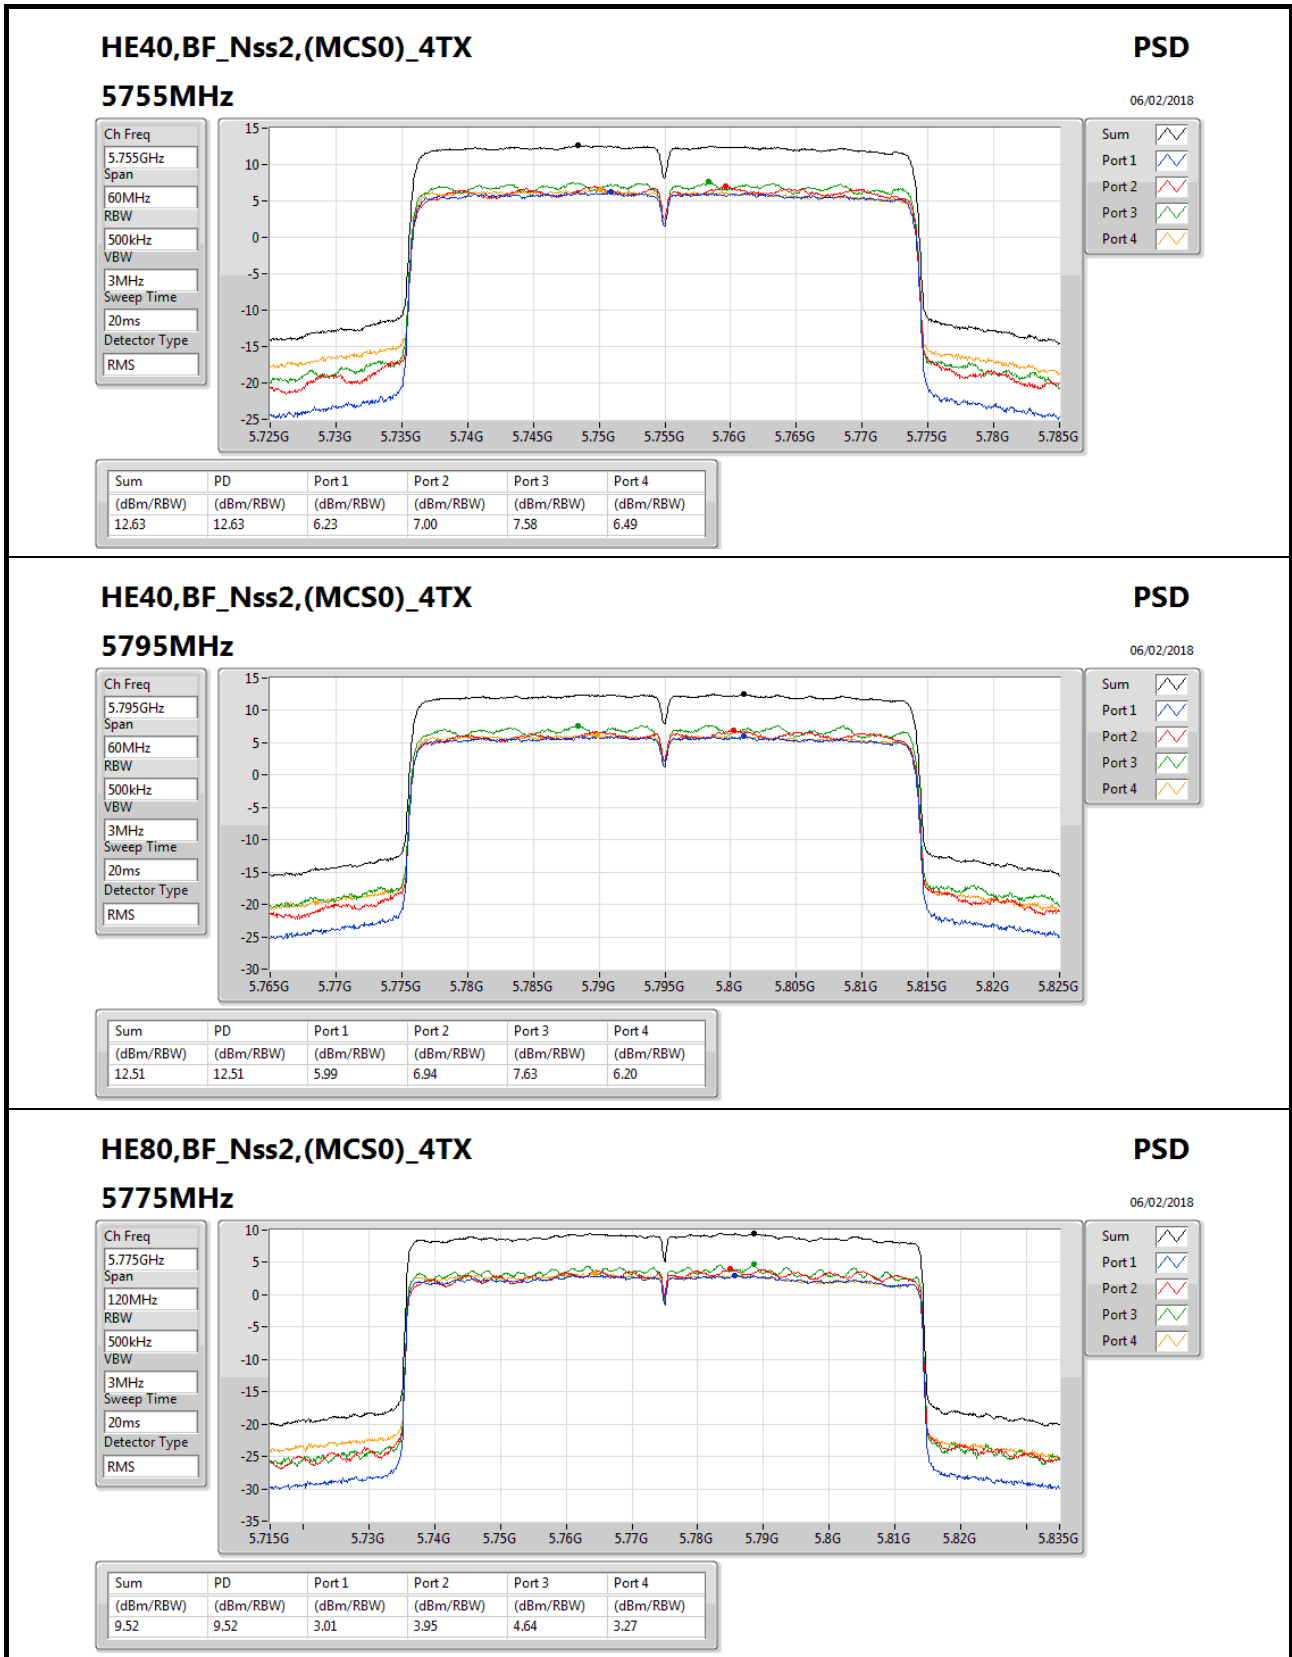 HE40,BF_Nss2,(MCS0)_4TX PSD
5755MHz 06/02/2018
Ch Freq
5.755GHz
Span
60MHz
RBW
500kHz
VBW
3MHz
Sweep Time
20ms
Detector Type
RMS
15
10
5
0
-5
-10
-15
-20
-25
5.725G 5.73G 5.735G 5.74G 5.745G 5.75G 5.755G 5.76G 5.765G 5.77G 5.775G 5.78G 5.785G
Sum
Port 1
Port 2
Port 3
Port 4
Sum PD Port 1 Port 2 Port 3 Port 4
(dBm/RBW) (dBm/RBW) (dBm/RBW) (dBm/RBW) (dBm/RBW) (dBm/RBW)
12.63 12.63 6.23 7.00 7.58 6.49
HE40,BF_Nss2,(MCS0)_4TX PSD
5795MHz 06/02/2018
Ch Freq
5.795GHz
Span
60MHz
RBW
500kHz
VBW
3MHz
Sweep Time
20ms
Detector Type
RMS
15
10
5
0
-5
-10
-15
-20
-25
-30
5.765G 5.77G 5.775G 5.78G 5.785G 5.79G 5.795G 5.8G 5.805G 5.81G 5.815G 5.82G 5.825G
Sum
Port 1
Port 2
Port 3
Port 4
Sum PD Port 1 Port 2 Port 3 Port 4
(dBm/RBW) (dBm/RBW) (dBm/RBW) (dBm/RBW) (dBm/RBW) (dBm/RBW)
12.51 12.51 5.99 6.94 7.63 6.20
HE80,BF_Nss2,(MCS0)_4TX PSD
5775MHz 06/02/2018
Ch Freq
5.775GHz
Span
120MHz
RBW
500kHz
VBW
3MHz
Sweep Time
20ms
Detector Type
RMS
10
5
0
-5
-10
-15
-20
-25
-30
-35
5.715G 5.73G 5.74G 5.75G 5.76G 5.77G 5.78G 5.79G 5.8G 5.81G 5.82G 5.835G
Sum
Port 1
Port 2
Port 3
Port 4
Sum PD Port 1 Port 2 Port 3 Port 4
(dBm/RBW) (dBm/RBW) (dBm/RBW) (dBm/RBW) (dBm/RBW) (dBm/RBW)
9.52 9.52 3.01 3.95 4.64 3.27